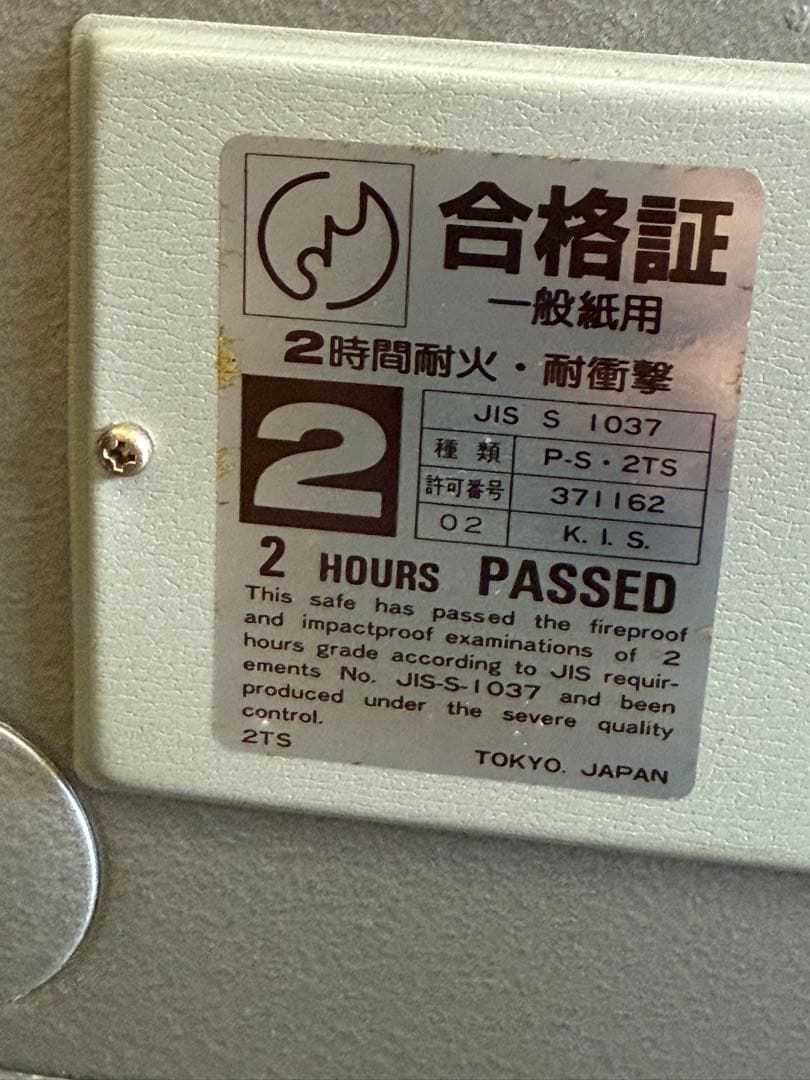 合格証
一般紙用
2時間耐火・耐衝撃
2
JIS S 1037
種類 P-S・2TS
許可番号 371162
02 K. I. S.
2 HOURS PASSED
This safe has passed the fireproof
and impactproof examinations of 2
hours grade according to JIS requir-
ements No. JIS-S-1037 and been
produced under the severe quality
control.
2TS
TOKYO. JAPAN